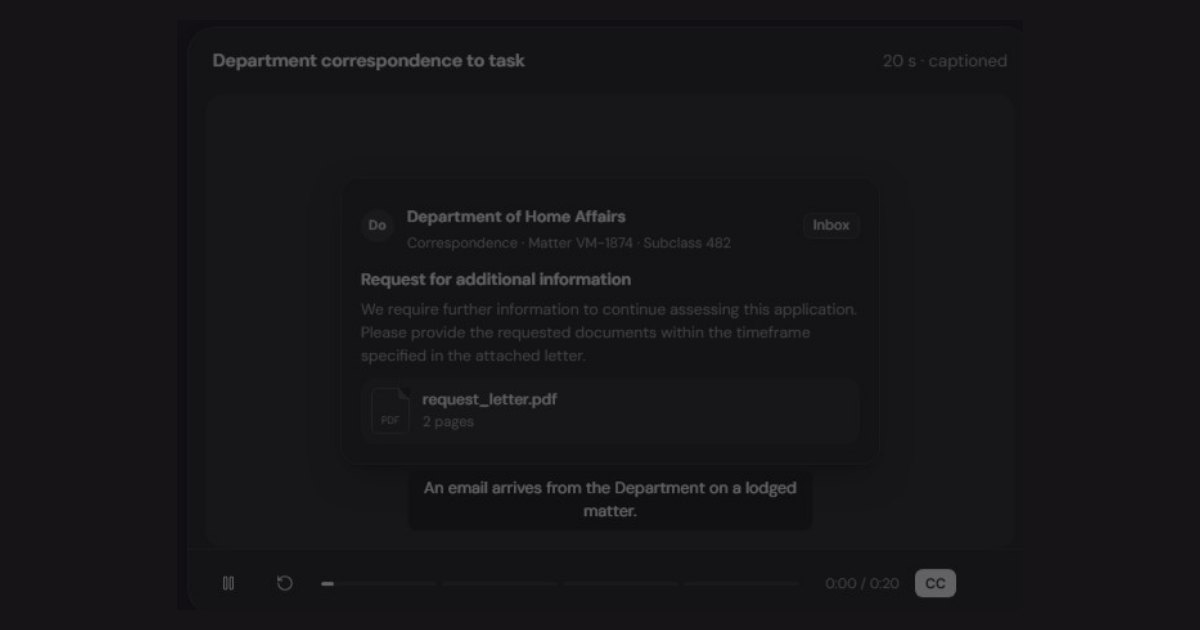 Department correspondence to task
20 s · captioned
Do
Department of Home Affairs
Correspondence · Matter VM-1874 · Subclass 482
Inbox
Request for additional information
We require further information to continue assessing this application.
Please provide the requested documents within the timeframe
specified in the attached letter.
PDF
request_letter.pdf
2 pages
An email arrives from the Department on a lodged
matter.
0:00 / 0:20
CC